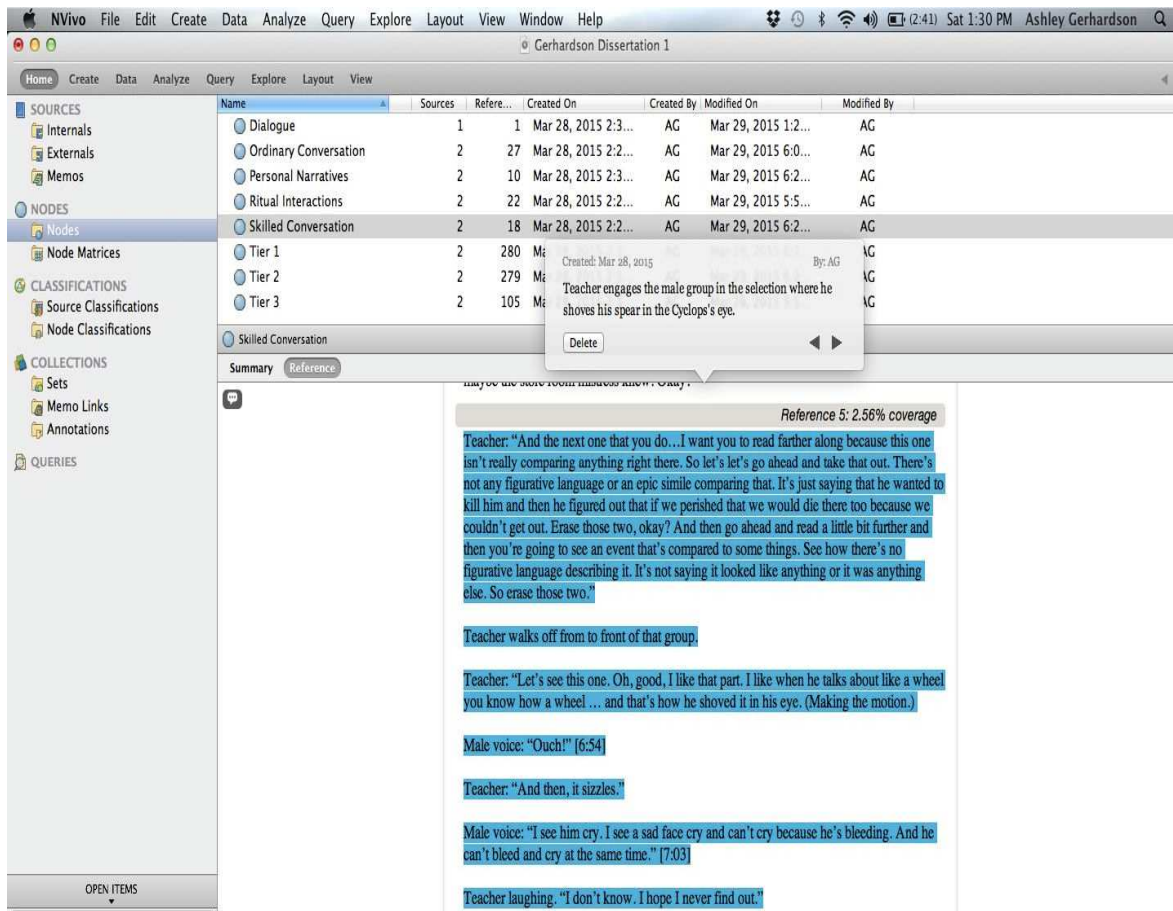 NVivo File Edit Create Data Analyze Query Explore Layout View Window Help (2:41) Sat 1:30 PM Ashley Gerhardson
Gerhardson Dissertation 1
Home Create Data Analyze Query Explore Layout View
SOURCES
Internals
Externals
Memos
NODES
Nodes
Node Matrices
CLASSIFICATIONS
Source Classifications
Node Classifications
COLLECTIONS
Sets
Memo Links
Annotations
QUERIES
OPEN ITEMS
Name Sources Refere... Created On Created By Modified On Modified By
Dialogue 1 1 Mar 28, 2015 2:3... AG Mar 29, 2015 1:2... AG
Ordinary Conversation 2 27 Mar 28, 2015 2:2... AG Mar 29, 2015 6:0... AG
Personal Narratives 2 10 Mar 28, 2015 2:3... AG Mar 29, 2015 6:2... AG
Ritual Interactions 2 22 Mar 28, 2015 2:2... AG Mar 29, 2015 5:5... AG
Skilled Conversation 2 18 Mar 28, 2015 2:2... AG Mar 29, 2015 6:2... AG
Tier 1 2 280 AG
Tier 2 2 279 AG
Tier 3 2 105 AG
Created: Mar 28, 2015 By: AG
Teacher engages the male group in the selection where he
shoves his spear in the Cyclops's eye.
Delete
Skilled Conversation
Summary Reference
Reference 5: 2.56% coverage
Teacher: “And the next one that you do…I want you to read farther along because this one
isn’t really comparing anything right there. So let’s let’s go ahead and take that out. There’s
not any figurative language or an epic simile comparing that. It’s just saying that he wanted to
kill him and then he figured out that if we perished that we would die there too because we
couldn’t get out. Erase those two, okay? And then go ahead and read a little bit further and
then you’re going to see an event that’s compared to some things. See how there’s no
figurative language describing it. It’s not saying it looked like anything or it was anything
else. So erase those two.”
Teacher walks off from to front of that group.
Teacher: “Let’s see this one. Oh, good, I like that part. I like when he talks about like a wheel
you know how a wheel … and that’s how he shoved it in his eye. (Making the motion.)
Male voice: “Ouch!” [6:54]
Teacher: “And then, it sizzles.”
Male voice: “I see him cry. I see a sad face cry and can’t cry because he’s bleeding. And he
can’t bleed and cry at the same time.” [7:03]
Teacher laughing. “I don’t know. I hope I never find out.”